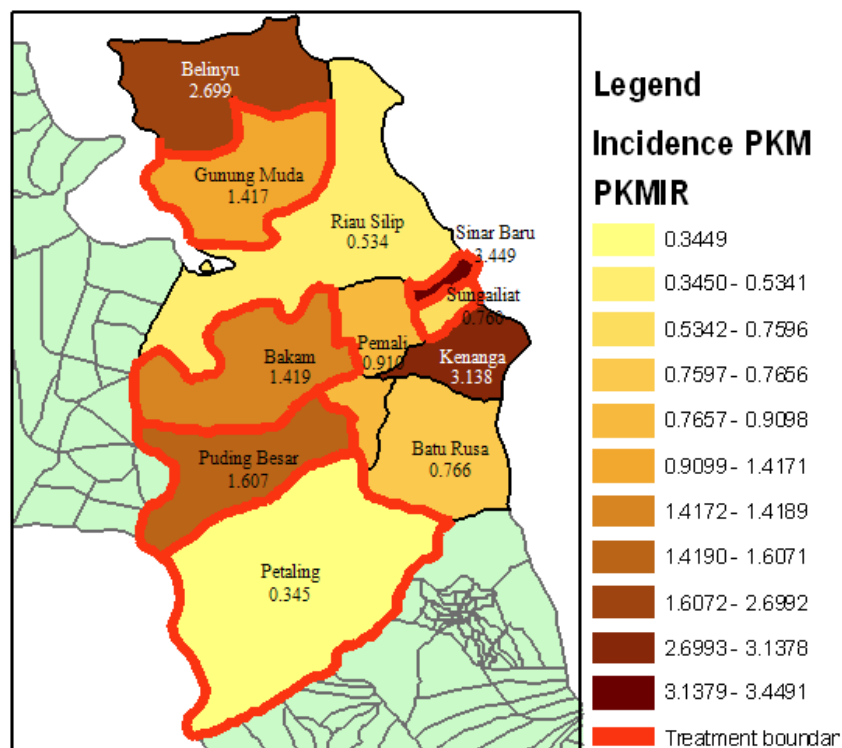 Belinyu
2.699
Gunung Muda
1.417
Riau Silip
0.534
Sinar Baru
3.449
Sungailiat
0.760
Pemali
0.910
Kenanga
3.138
Bakam
1.419
Puding Besar
1.607
Batu Rusa
0.766
Petaling
0.345
Legend
Incidence PKM
PKMIR
0.3449
0.3450 - 0.5341
0.5342 - 0.7596
0.7597 - 0.7656
0.7657 - 0.9098
0.9099 - 1.4171
1.4172 - 1.4189
1.4190 - 1.6071
1.6072 - 2.6992
2.6993 - 3.1378
3.1379 - 3.4491
Treatment boundar